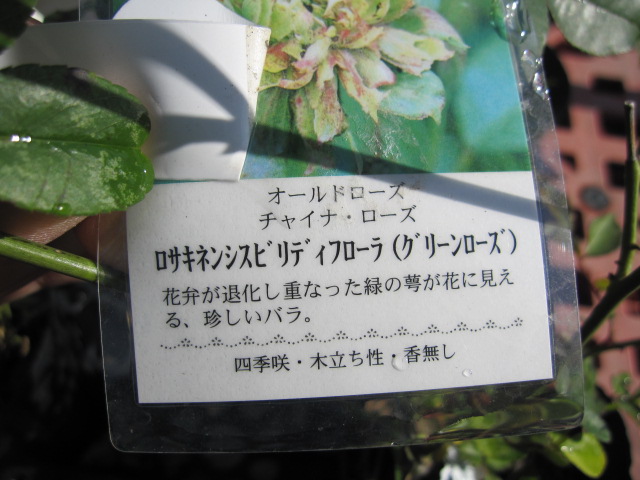 オールドローズ
チャイナ・ローズ
ﾛｻｷﾈﾝｼｽﾋﾞﾘﾃﾞｨﾌﾛｰﾗ(ｸﾞﾘｰﾝﾛｰｽﾞ)
花弁が退化し重なった緑の萼が花に見え
る、珍しいバラ。
四季咲・木立ち性・香無し